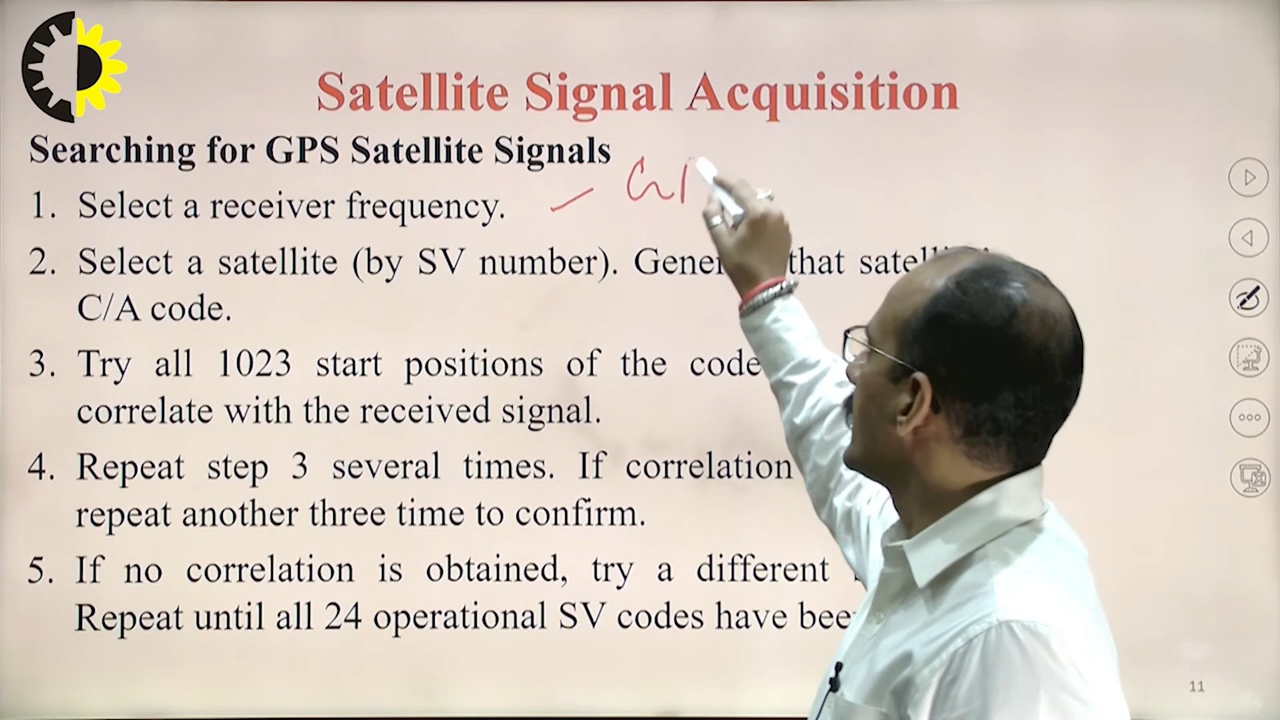 Satellite Signal Acquisition
Searching for GPS Satellite Signals
1. Select a receiver frequency.
2. Select a satellite (by SV number). that
C/A code.
3. Try all 1023 start positions of the code
correlate with the received signal.
4. Repeat step 3 several times. If correlation
repeat another three time to confirm.
5. If no correlation is obtained, try a different
Repeat until all 24 operational SV codes have
11